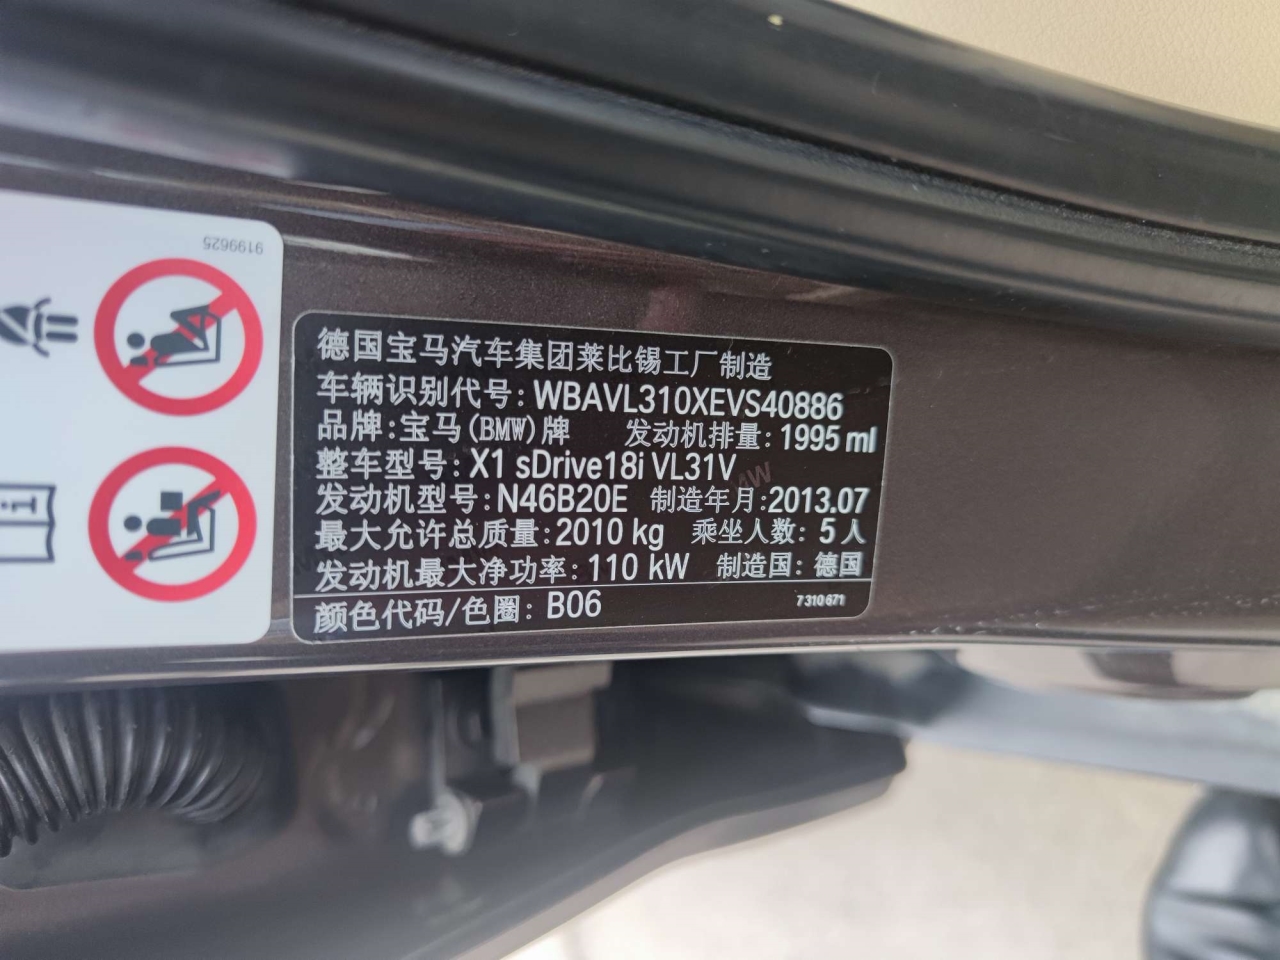 9199625
德国宝马汽车集团莱比锡工厂制造
车辆识别代号: WBAVL310XEVS40886
品牌: 宝马(BMW)牌 发动机排量: 1995 ml
整车型号: X1 sDrive18i VL31V
发动机型号: N46B20E 制造年月: 2013.07
最大允许总质量: 2010 kg 乘坐人数: 5人
发动机最大净功率: 110 kW 制造国: 德国
颜色代码/色圈: B06 7 310 671